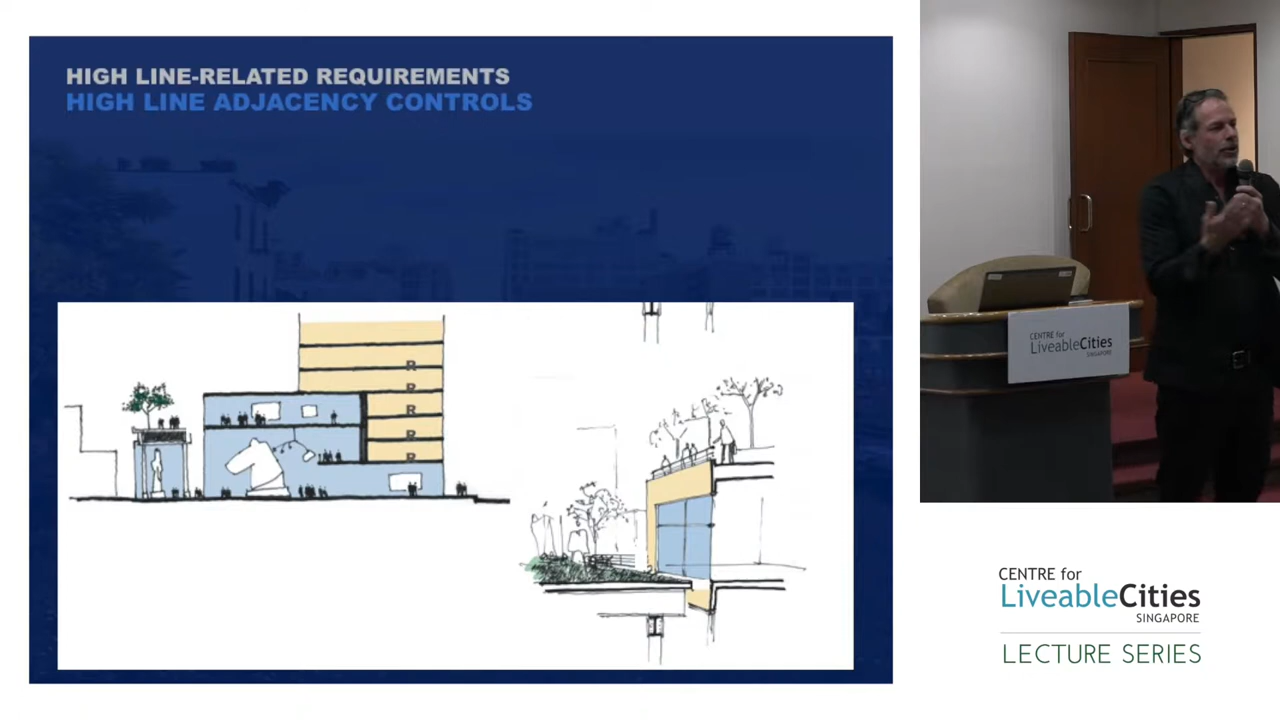 HIGH LINE-RELATED REQUIREMENTS
HIGH LINE ADJACENCY CONTROLS
R
R
R
R
R
CENTRE for
LiveableCities
SINGAPORE
CENTRE for
LiveableCities
SINGAPORE
LECTURE SERIES